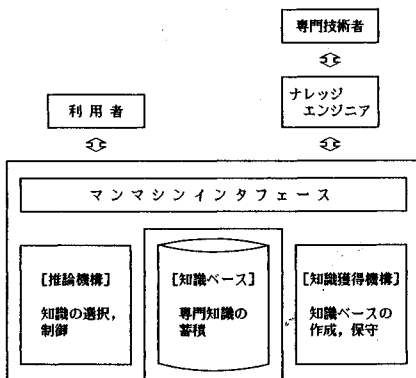 専門技術者
ナレッジ
エンジニア
利用者
マンマシンインタフェース
[推論機構]
知識の選択,
制御
[知識ベース]
専門知識の
蓄積
[知識獲得機構]
知識ベースの
作成,保守